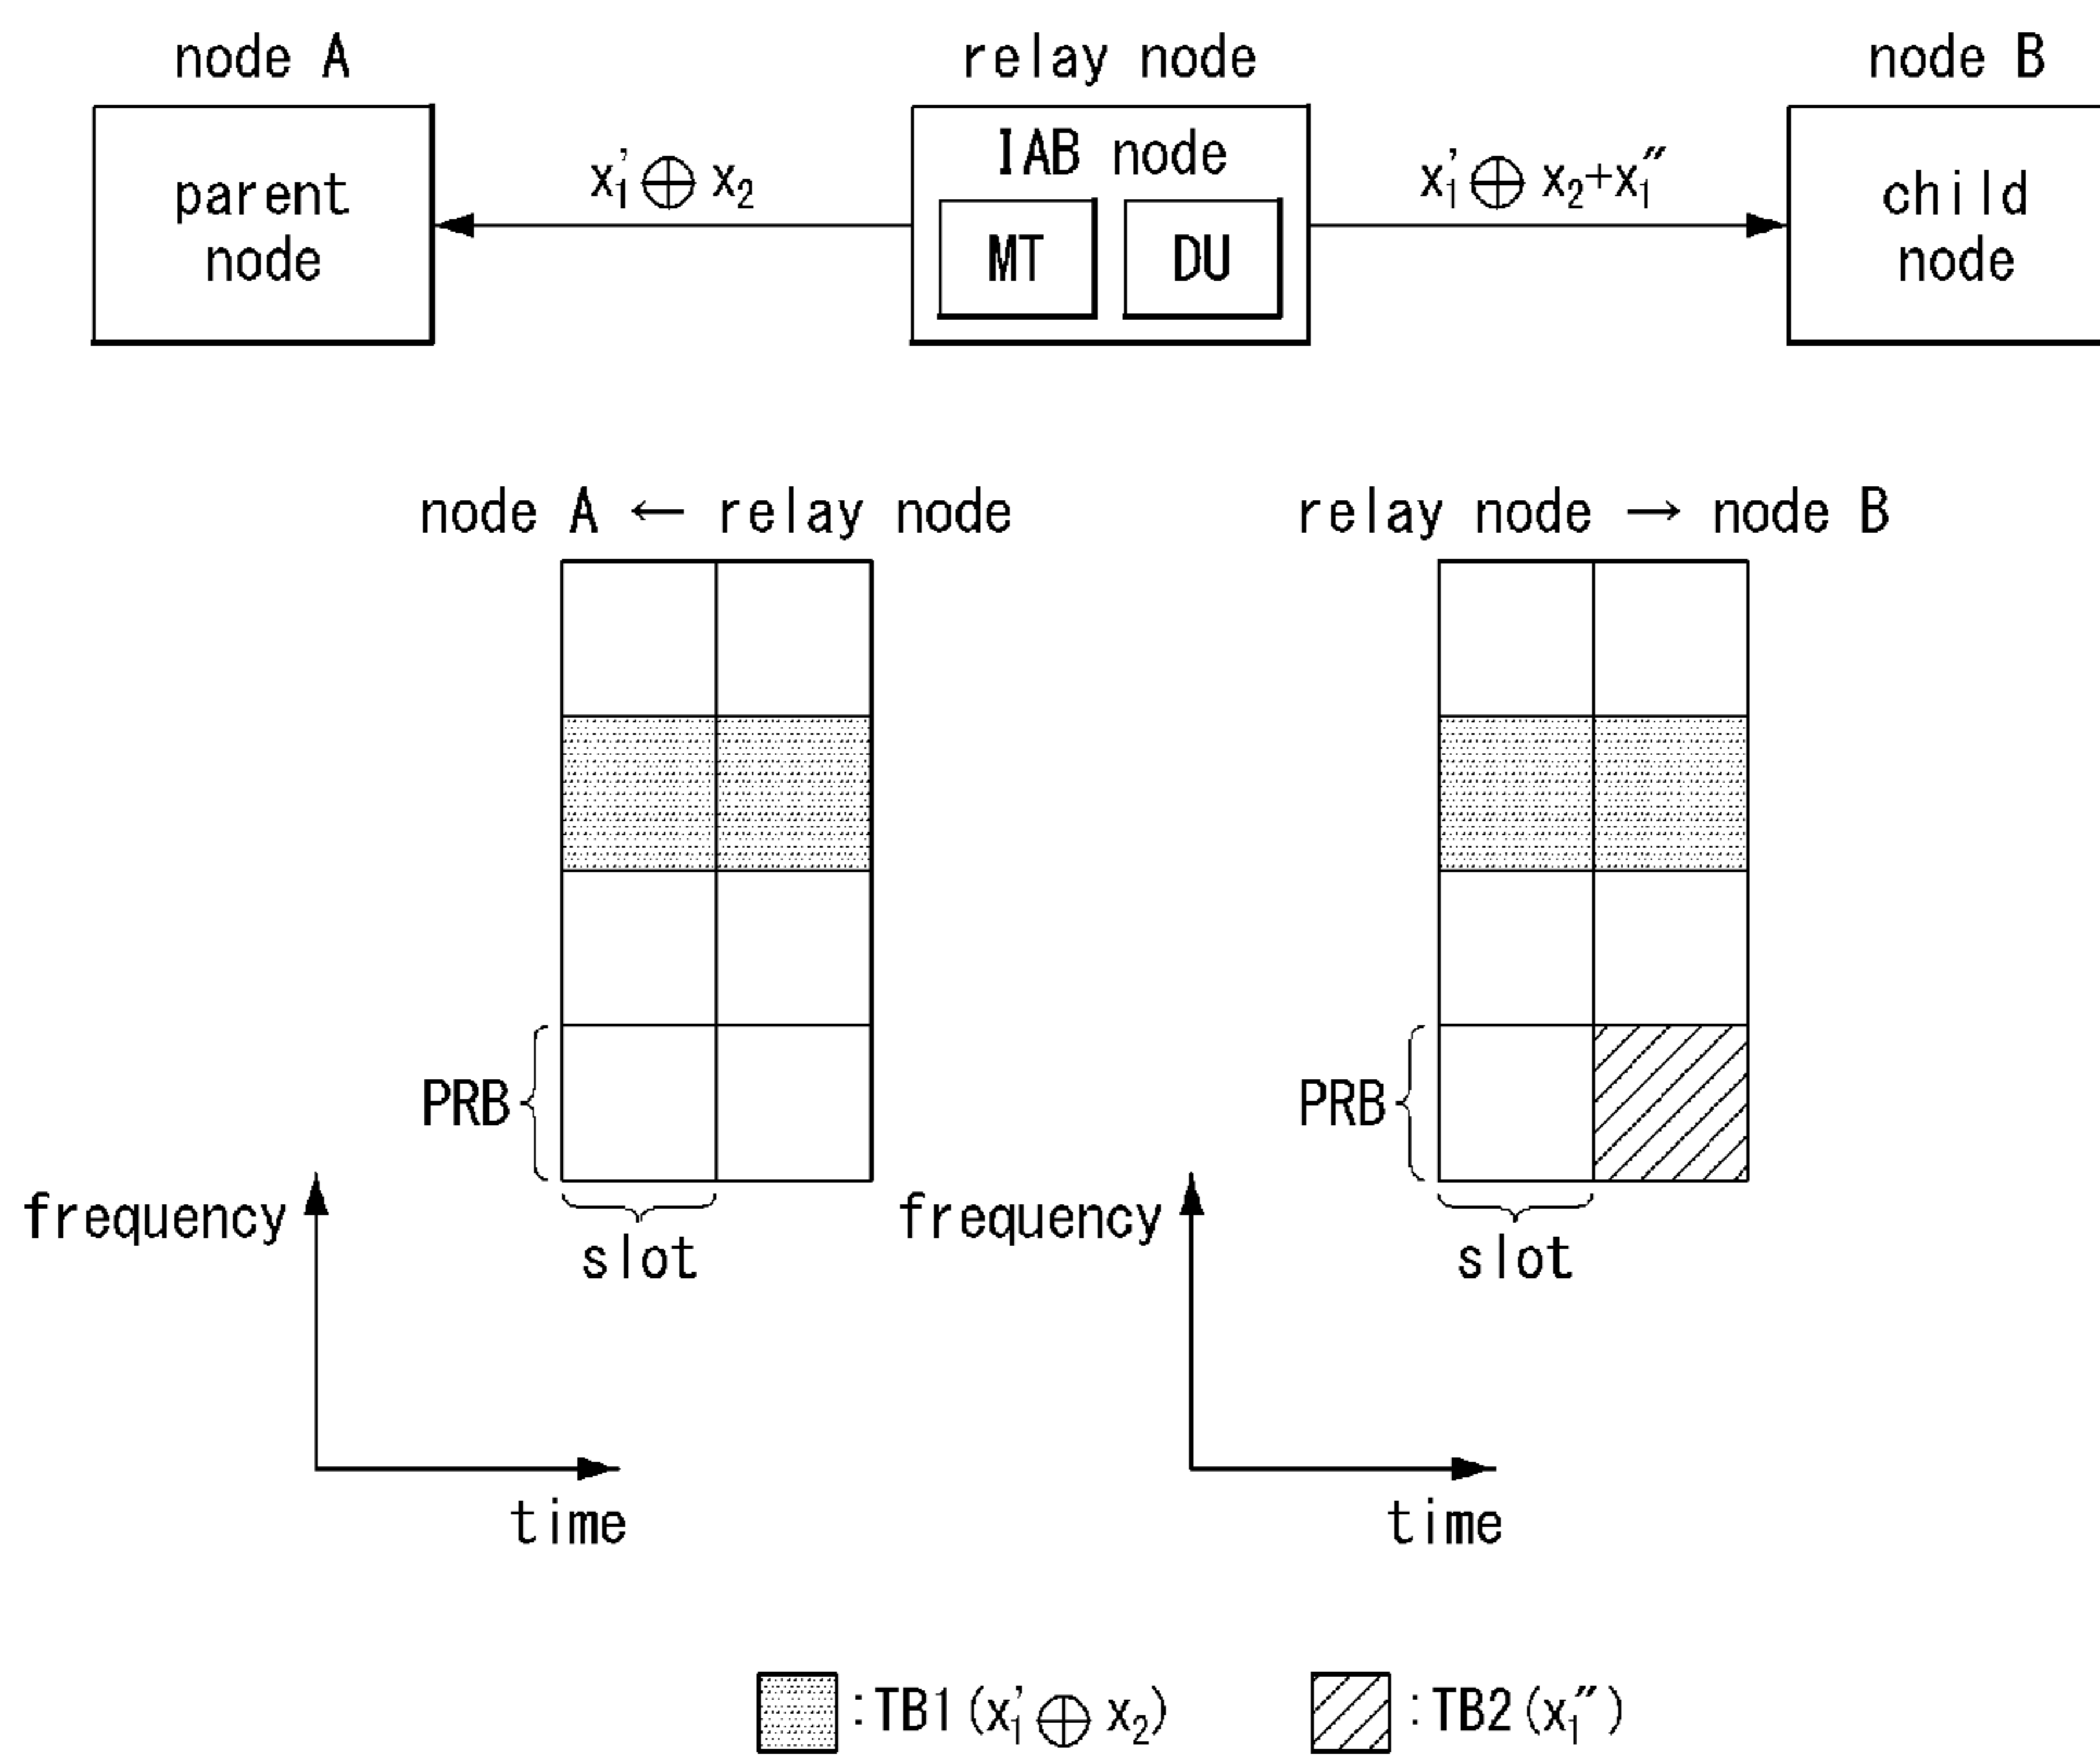 node A relay node node B
parent node
IAB node
MT DU
x₁' ⊕ x₂
x₁' ⊕ x₂+x₁″
child node
node A ← relay node
relay node → node B
PRB
PRB
frequency
slot
frequency
slot
time
time
:TB1(x₁' ⊕ x₂) :TB2(x₁″)